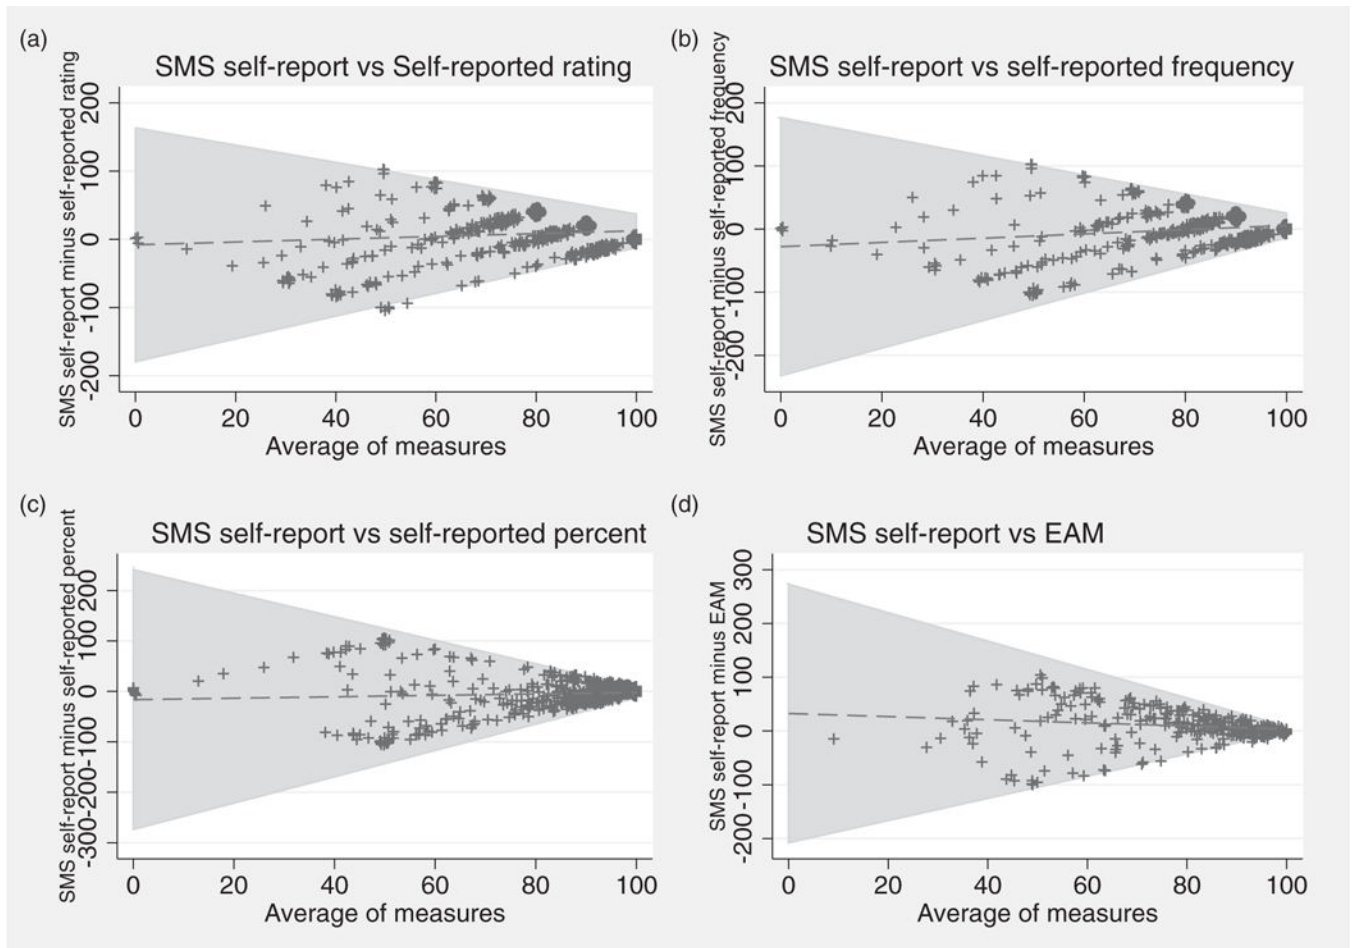 (a)
SMS self-report vs Self-reported rating
SMS self-report minus self-reported rating
200
100
0
-100
-200
0 20 40 60 80 100
Average of measures
(b)
SMS self-report vs self-reported frequency
SMS self-report minus self-reported frequency
200
100
0
-100
-200
0 20 40 60 80 100
Average of measures
(c)
SMS self-report vs self-reported percent
SMS self-report minus self-reported percent
200
100
0
-100
-200
-300
0 20 40 60 80 100
Average of measures
(d)
SMS self-report vs EAM
SMS self-report minus EAM
300
200
100
0
-100
-200
0 20 40 60 80 100
Average of measures